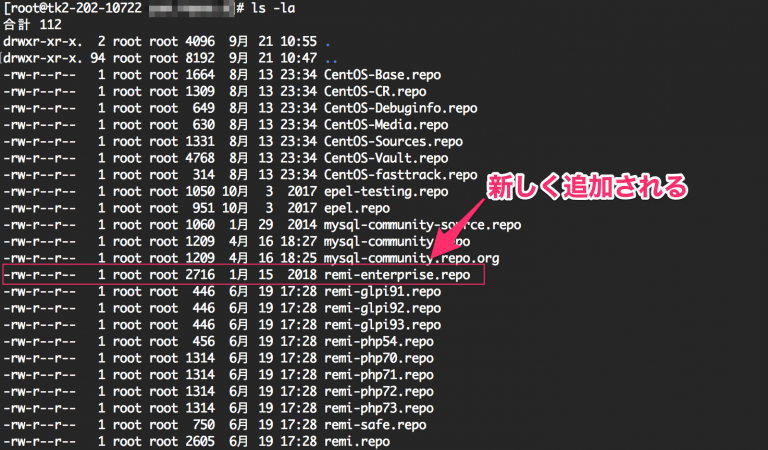 [root@tk2-202-10722 ]# ls -la
合計 112
drwxr-xr-x. 2 root root 4096 9月 21 10:55 .
drwxr-xr-x. 94 root root 8192 9月 21 10:47 ..
-rw-r--r-- 1 root root 1664 8月 13 23:34 CentOS-Base.repo
-rw-r--r-- 1 root root 1309 8月 13 23:34 CentOS-CR.repo
-rw-r--r-- 1 root root 649 8月 13 23:34 CentOS-Debuginfo.repo
-rw-r--r-- 1 root root 630 8月 13 23:34 CentOS-Media.repo
-rw-r--r-- 1 root root 1331 8月 13 23:34 CentOS-Sources.repo
-rw-r--r-- 1 root root 4768 8月 13 23:34 CentOS-Vault.repo
-rw-r--r-- 1 root root 314 8月 13 23:34 CentOS-fasttrack.repo
-rw-r--r-- 1 root root 1050 10月 3 2017 epel-testing.repo
-rw-r--r-- 1 root root 951 10月 3 2017 epel.repo
新しく追加される
-rw-r--r-- 1 root root 1060 1月 29 2014 mysql-community-source.repo
-rw-r--r-- 1 root root 1209 4月 16 18:27 mysql-community.repo
-rw-r--r-- 1 root root 1209 4月 16 18:25 mysql-community.repo.org
-rw-r--r-- 1 root root 2716 1月 15 2018 remi-enterprise.repo
-rw-r--r-- 1 root root 446 6月 19 17:28 remi-glpi91.repo
-rw-r--r-- 1 root root 446 6月 19 17:28 remi-glpi92.repo
-rw-r--r-- 1 root root 446 6月 19 17:28 remi-glpi93.repo
-rw-r--r-- 1 root root 456 6月 19 17:28 remi-php54.repo
-rw-r--r-- 1 root root 1314 6月 19 17:28 remi-php70.repo
-rw-r--r-- 1 root root 1314 6月 19 17:28 remi-php71.repo
-rw-r--r-- 1 root root 1314 6月 19 17:28 remi-php72.repo
-rw-r--r-- 1 root root 1314 6月 19 17:28 remi-php73.repo
-rw-r--r-- 1 root root 750 6月 19 17:28 remi-safe.repo
-rw-r--r-- 1 root root 2605 6月 19 17:28 remi.repo